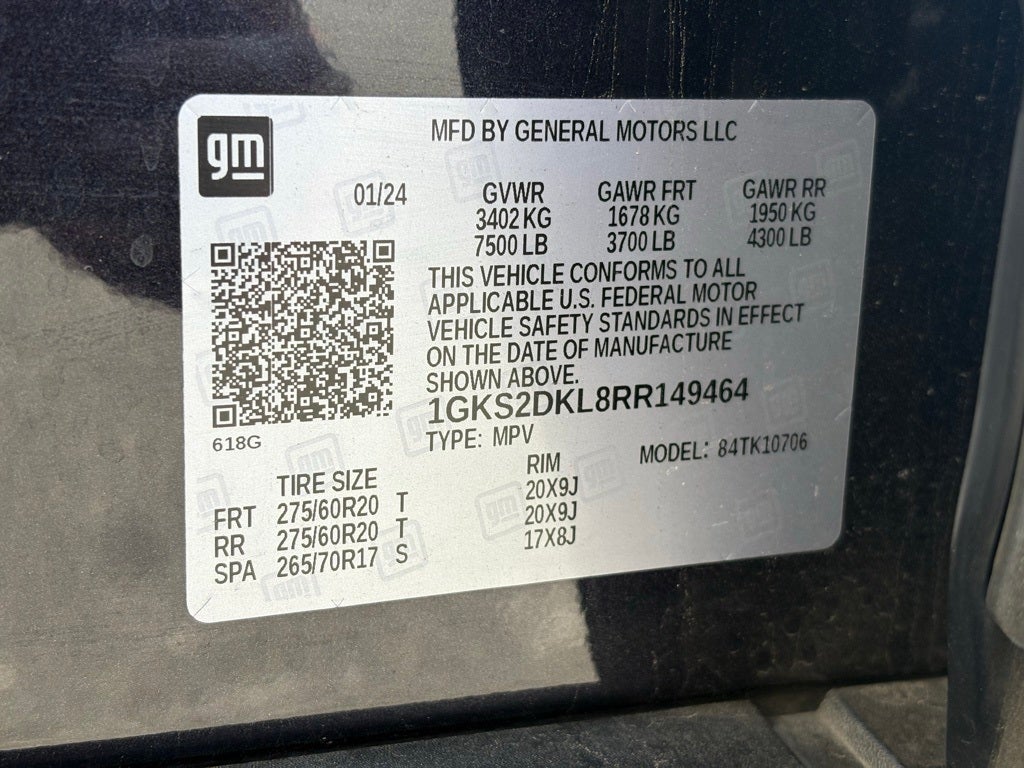 gm
MFD BY GENERAL MOTORS LLC
01/24
GVWR GAWR FRT GAWR RR
3402 KG 1678 KG 1950 KG
7500 LB 3700 LB 4300 LB
THIS VEHICLE CONFORMS TO ALL
APPLICABLE U.S. FEDERAL MOTOR
VEHICLE SAFETY STANDARDS IN EFFECT
ON THE DATE OF MANUFACTURE
SHOWN ABOVE.
1GKS2DKL8RR149464
618G
TYPE: MPV MODEL: 84TK10706
TIRE SIZE RIM
FRT 275/60R20 T 20X9J
RR 275/60R20 T 20X9J
SPA 265/70R17 S 17X8J